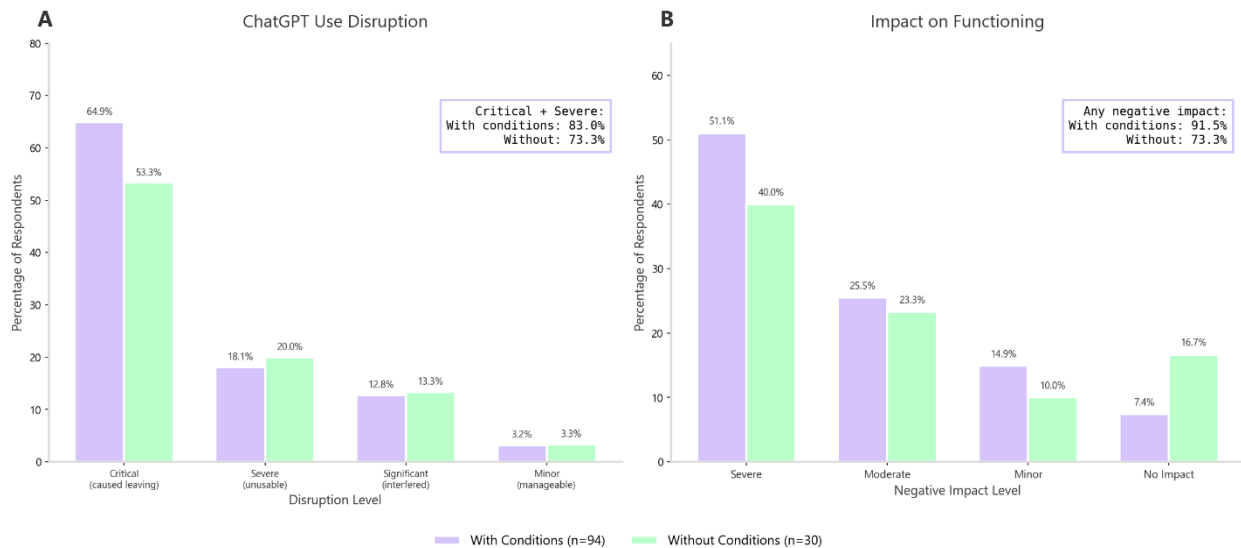 A
ChatGPT Use Disruption
Percentage of Respondents
80
70
60
50
40
30
20
10
0
64.9%
53.3%
18.1%
20.0%
12.8%
13.3%
3.2%
3.3%
Critical + Severe:
With conditions: 83.0%
Without: 73.3%
Critical
(caused leaving)
Severe
(unusable)
Significant
(interfered)
Minor
(manageable)
Disruption Level
B
Impact on Functioning
Percentage of Respondents
60
50
40
30
20
10
0
51.1%
40.0%
25.5%
23.3%
14.9%
10.0%
7.4%
16.7%
Any negative impact:
With conditions: 91.5%
Without: 73.3%
Severe
Moderate
Minor
No Impact
Negative Impact Level
With Conditions (n=94)
Without Conditions (n=30)